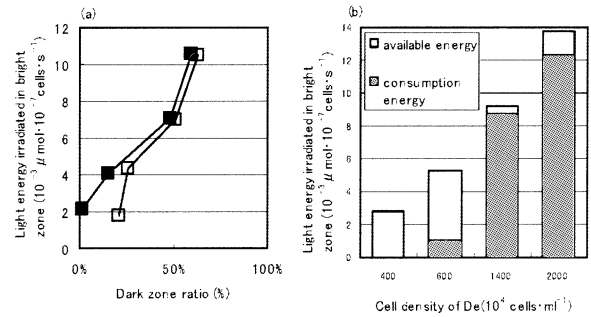 (a)
Light energy irradiated in bright
zone (10⁻³ μmol·10⁻⁷cells·s⁻¹)
12
10
8
6
4
2
0
0% 50% 100%
Dark zone ratio (%)
(b)
Light energy irradiated in bright
zone (10⁻³ μmol·10⁻⁷cells·s⁻¹)
14
12
10
8
6
4
2
0
available energy
consumption
energy
400 600 1400 2000
Cell density of De(10⁴ cells·ml⁻¹)